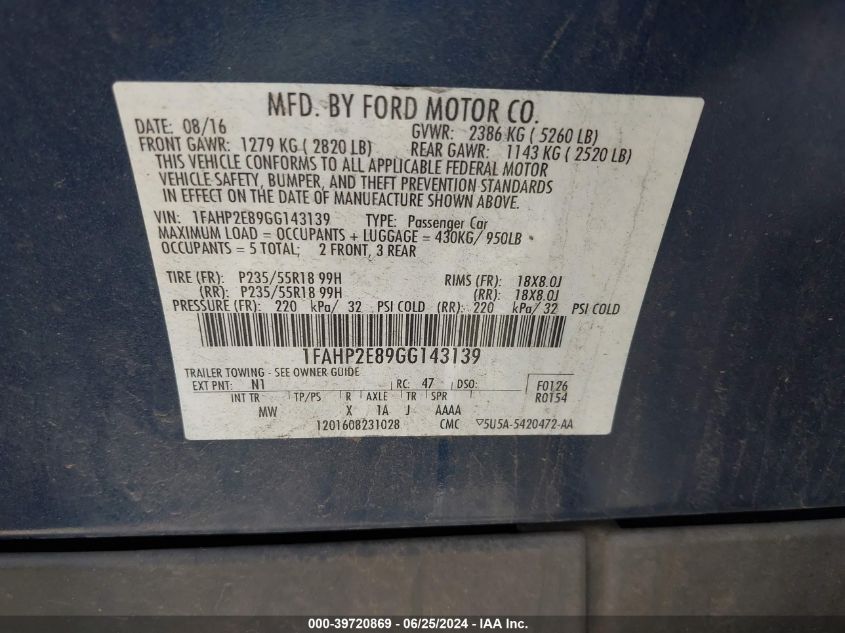 MFD. BY FORD MOTOR CO.
DATE: 08/16 GVWR: 2386 KG ( 5260 LB)
FRONT GAWR: 1279 KG ( 2820 LB) REAR GAWR: 1143 KG ( 2520 LB)
THIS VEHICLE CONFORMS TO ALL APPLICABLE FEDERAL MOTOR
VEHICLE SAFETY, BUMPER, AND THEFT PREVENTION STANDARDS
IN EFFECT ON THE DATE OF MANUFACTURE SHOWN ABOVE.
VIN: 1FAHP2E89GG143139 TYPE: Passenger Car
MAXIMUM LOAD = OCCUPANTS + LUGGAGE = 430KG/ 950LB
OCCUPANTS = 5 TOTAL; 2 FRONT, 3 REAR
TIRE (FR): P235/55R18 99H RIMS (FR): 18X8.0J
(RR): P235/55R18 99H (RR): 18X8.0J
PRESSURE (FR): 220 kPa/ 32 PSI COLD (RR): 220 kPa/ 32 PSI COLD
1FAHP2E89GG143139
TRAILER TOWING - SEE OWNER GUIDE
EXT PNT: N1 RC: 47 DSO: F0126
INT TR TP/PS R AXLE TR SPR R0154
MW X 1A J AAAA
1201608231028 CMC ▽5U5A-5420472-AA
000-39720869 - 06/25/2024 - IAA Inc.